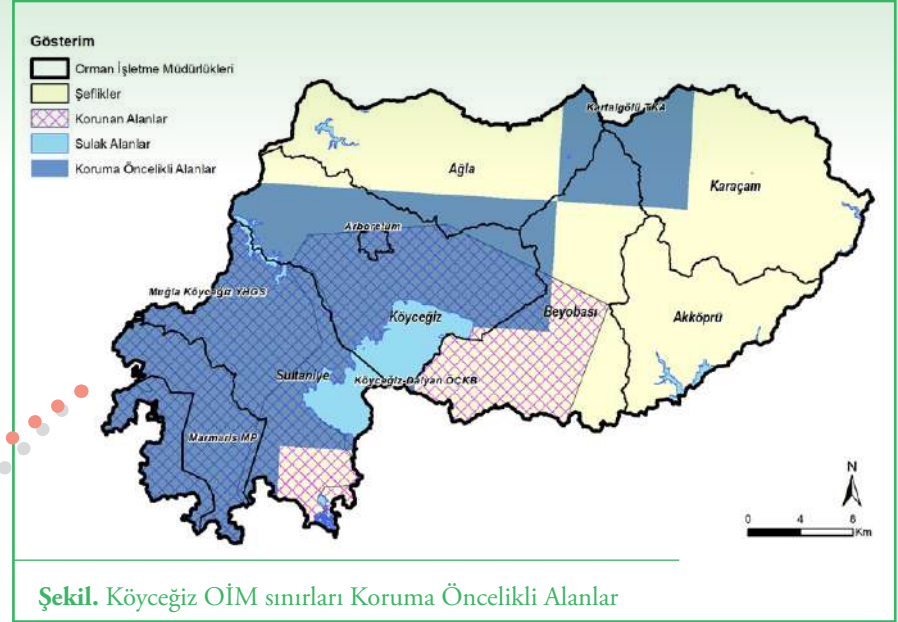 Gösterim
Orman İşletme Müdürlükleri
Şeflikler
Korunan Alanlar
Sulak Alanlar
Koruma Öncelikli Alanlar
Kartalgölü TKA
Ağla
Karaçam
Arboretum
Muğla Köyceğiz YHGS
Köyceğiz
Beyobası
Akköprü
Sultaniye
Köyceğiz-Dalyan ÖÇKB
Marmaris MP
N
0 4 8
Km
Şekil. Köyceğiz OİM sınırları Koruma Öncelikli Alanlar